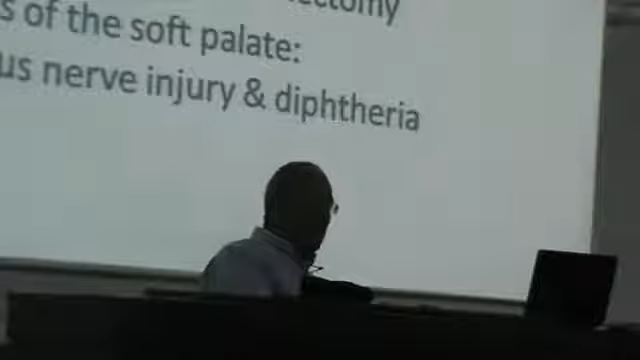 s of the soft palate:
us nerve injury & diphtheria